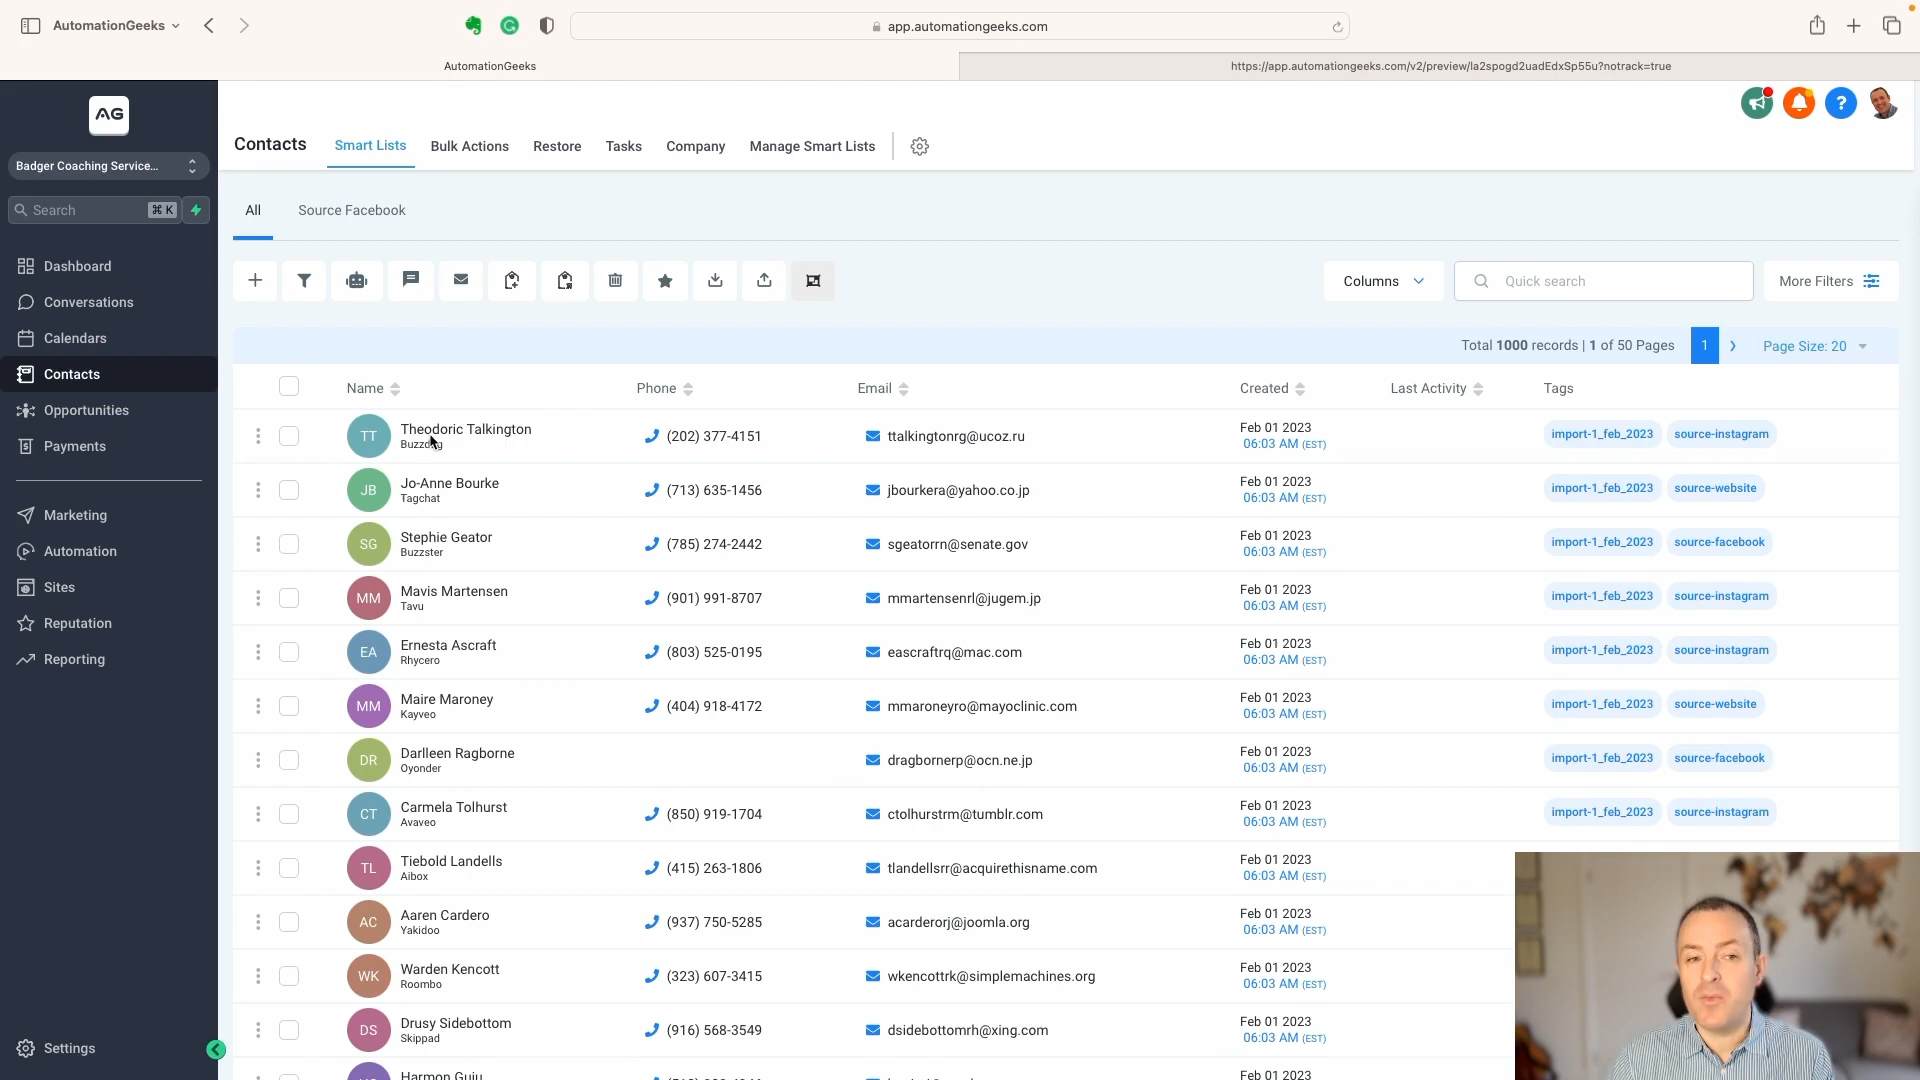 AutomationGeeks
app.automationgeeks.com
AutomationGeeks
https://app.automationgeeks.com/v2/preview/la2spogd2uadEdxSp55u?notrack=true
AG
Badger Coaching Service...
Search ⌘ K
Dashboard
Conversations
Calendars
Contacts
Opportunities
Payments
Marketing
Automation
Sites
Reputation
Reporting
Settings
Contacts Smart Lists Bulk Actions Restore Tasks Company Manage Smart Lists
?
All Source Facebook
Columns Quick search More Filters
Total 1000 records | 1 of 50 Pages 1 Page Size: 20
Name Phone Email Created Last Activity Tags
TT Theodoric Talkington (202) 377-4151 ttalkingtonrg@ucoz.ru Feb 01 2023 import-1_feb_2023 source-instagram
06:03 AM (EST)
JB Jo-Anne Bourke (713) 635-1456 jbourkera@yahoo.co.jp Feb 01 2023 import-1_feb_2023 source-website
Tagchat 06:03 AM (EST)
SG Stephie Geator (785) 274-2442 sgeatorrn@senate.gov Feb 01 2023 import-1_feb_2023 source-facebook
Buzzster 06:03 AM (EST)
MM Mavis Martensen (901) 991-8707 mmartensenrl@jugem.jp Feb 01 2023 import-1_feb_2023 source-instagram
Tavu 06:03 AM (EST)
EA Ernesta Ascraft (803) 525-0195 eascraftrq@mac.com Feb 01 2023 import-1_feb_2023 source-instagram
Rhycero 06:03 AM (EST)
MM Maire Maroney (404) 918-4172 mmaroneyro@mayoclinic.com Feb 01 2023 import-1_feb_2023 source-website
Kayveo 06:03 AM (EST)
DR Darlleen Ragborne dragbornerp@ocn.ne.jp Feb 01 2023 import-1_feb_2023 source-facebook
Oyonder 06:03 AM (EST)
CT Carmela Tolhurst (850) 919-1704 ctolhurstrm@tumblr.com Feb 01 2023 import-1_feb_2023 source-instagram
Avaveo 06:03 AM (EST)
TL Tiebold Landells (415) 263-1806 tlandellsrr@acquirethisname.com Feb 01 2023
Aibox 06:03 AM (EST)
AC Aaren Cardero (937) 750-5285 acarderorj@joomla.org Feb 01 2023
Yakidoo 06:03 AM (EST)
WK Warden Kencott (323) 607-3415 wkencottrk@simplemachines.org Feb 01 2023
Roombo 06:03 AM (EST)
DS Drusy Sidebottom (916) 568-3549 dsidebottomrh@xing.com Feb 01 2023
Skippad 06:03 AM (EST)
Harmon Guiu Feb 01 2023